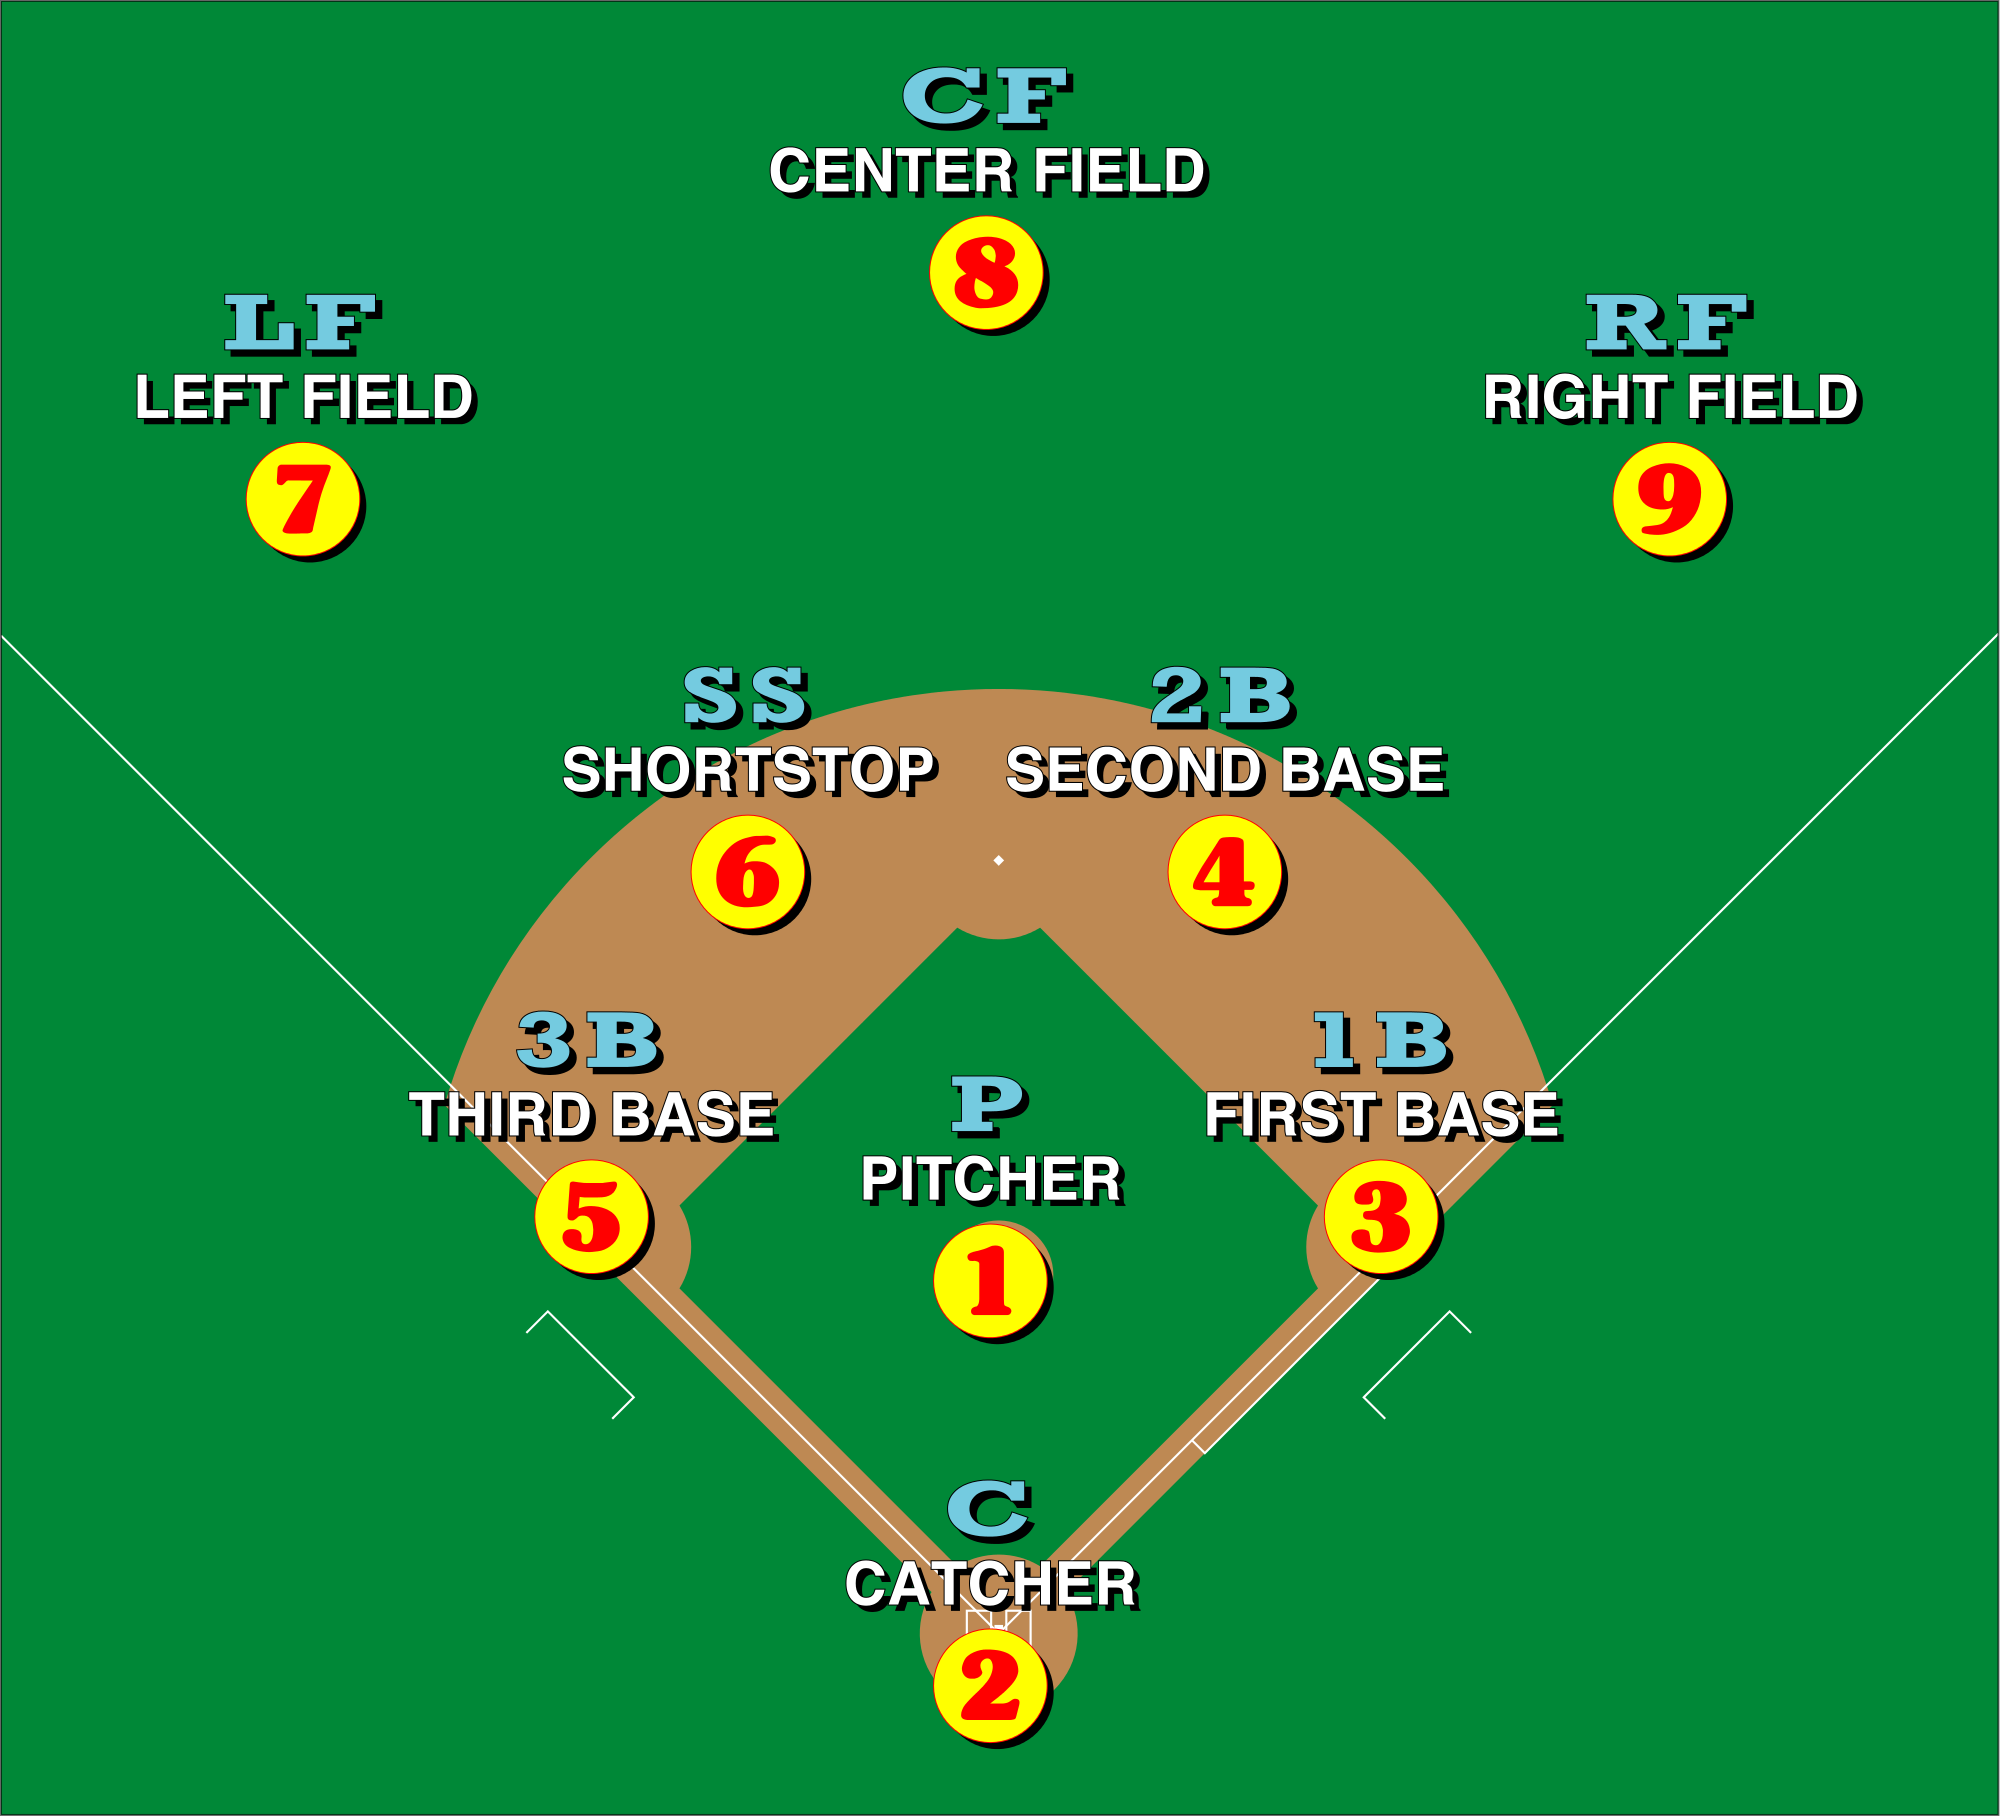 CF
CENTER FIELD
8
LF
LEFT FIELD
7
RF
RIGHT FIELD
9
SS
SHORTSTOP
6
2B
SECOND BASE
4
3B
THIRD BASE
5
P
PITCHER
1
1B
FIRST BASE
3
C
CATCHER
2